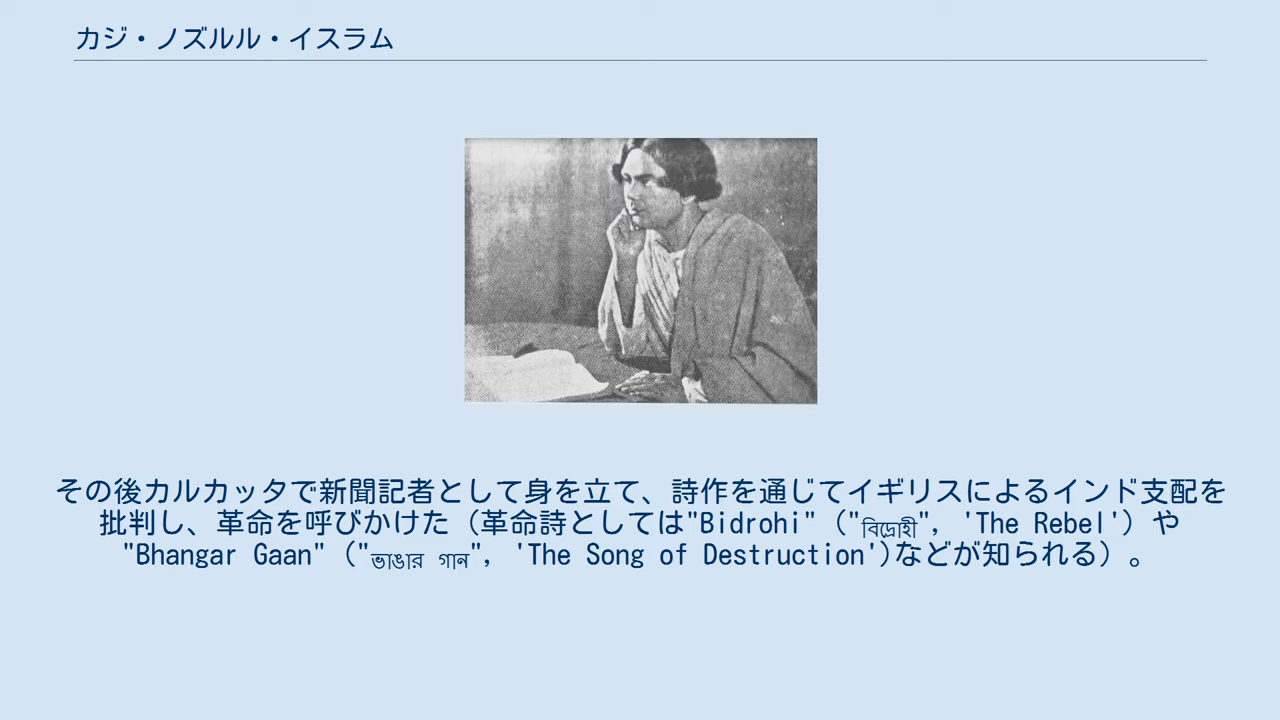 カジ・ノズルル・イスラム
その後カルカッタで新聞記者として身を立て、詩作を通じてイギリスによるインド支配を
批判し、革命を呼びかけた（革命詩としては"Bidrohi"（"বিদ্রোহী", 'The Rebel'）や
"Bhangar Gaan"（"ভাঙার গান", 'The Song of Destruction')などが知られる）。